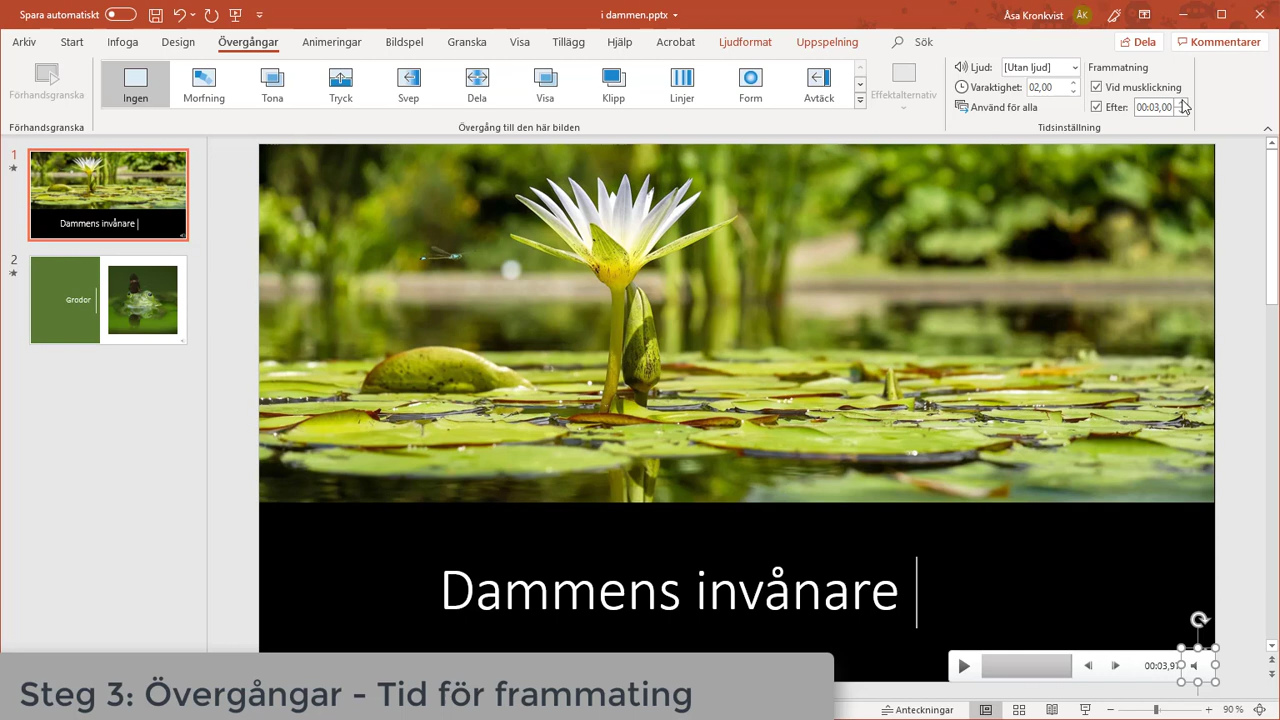 Spara automatiskt
i dammen.pptx
Åsa Kronkvist
ÅK
Arkiv Start Infoga Design Övergångar Animeringar Bildspel Granska Visa Tillägg Hjälp Acrobat Ljudformat Uppspelning Sök
Dela
Kommentarer
Förhandsgranska
Ingen Morfning Tona Tryck Svep Dela Visa Klipp Linjer Form Avtäck
Effektalternativ
Ljud: [Utan ljud]
Varaktighet: 02,00
Använd för alla
Frammatning
Vid musklickning
Efter: 00:03,00
Förhandsgranska
Övergång till den här bilden
Tidsinställning
1
Dammens invånare
2
Grodor
Dammens invånare
00:03,97
Steg 3: Övergångar - Tid för frammating
Anteckningar
90 %